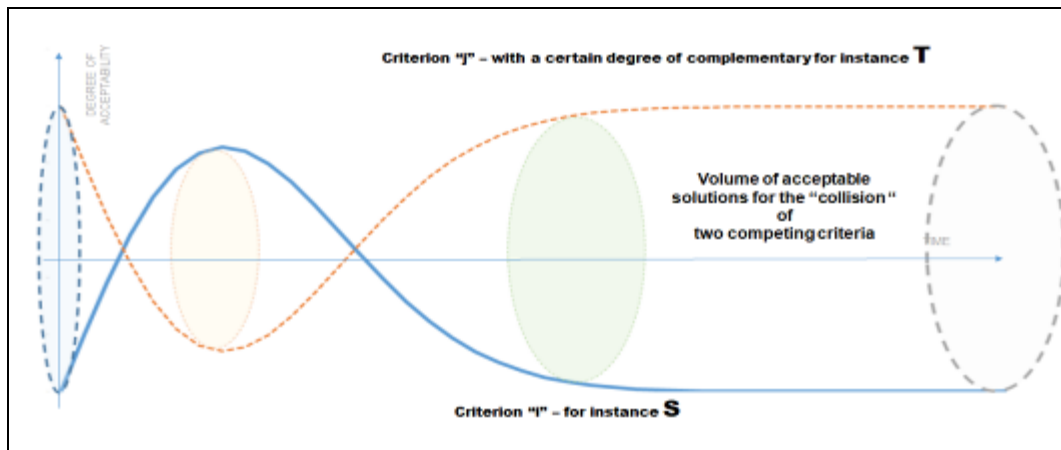 DEGREE OF
ACCEPTABILITY
Criterion "j" – with a certain degree of complementary for instance T
Volume of acceptable
solutions for the "collision"
of
two competing criteria
TIME
Criterion "i" – for instance S